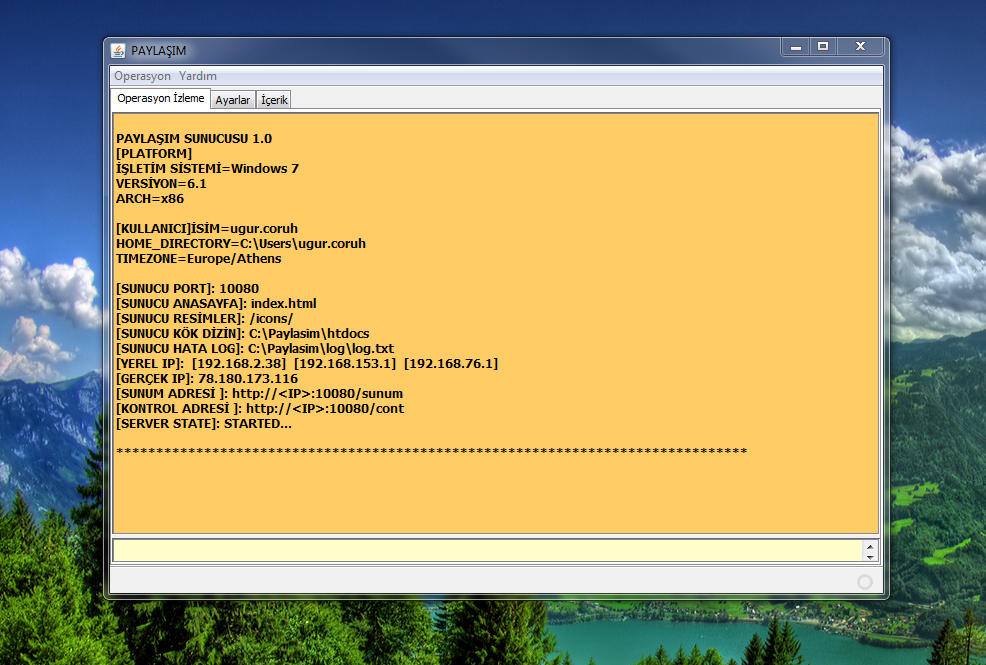 PAYLAŞIM
Operasyon Yardım
Operasyon İzleme Ayarlar İçerik
PAYLAŞIM SUNUCUSU 1.0
[PLATFORM]
İŞLETİM SİSTEMİ=Windows 7
VERSİYON=6.1
ARCH=x86
[KULLANICI]İSİM=ugur.coruh
HOME_DIRECTORY=C:\Users\ugur.coruh
TIMEZONE=Europe/Athens
[SUNUCU PORT]: 10080
[SUNUCU ANASAYFA]: index.html
[SUNUCU RESİMLER]: /icons/
[SUNUCU KÖK DİZİN]: C:\Paylasim\htdocs
[SUNUCU HATA LOG]: C:\Paylasim\log\log.txt
[YEREL IP]: [192.168.2.38] [192.168.153.1] [192.168.76.1]
[GERÇEK IP]: 78.180.173.116
[SUNUM ADRESİ ]: http://<IP>:10080/sunum
[KONTROL ADRESİ ]: http://<IP>:10080/cont
[SERVER STATE]: STARTED...
*******************************************************************************